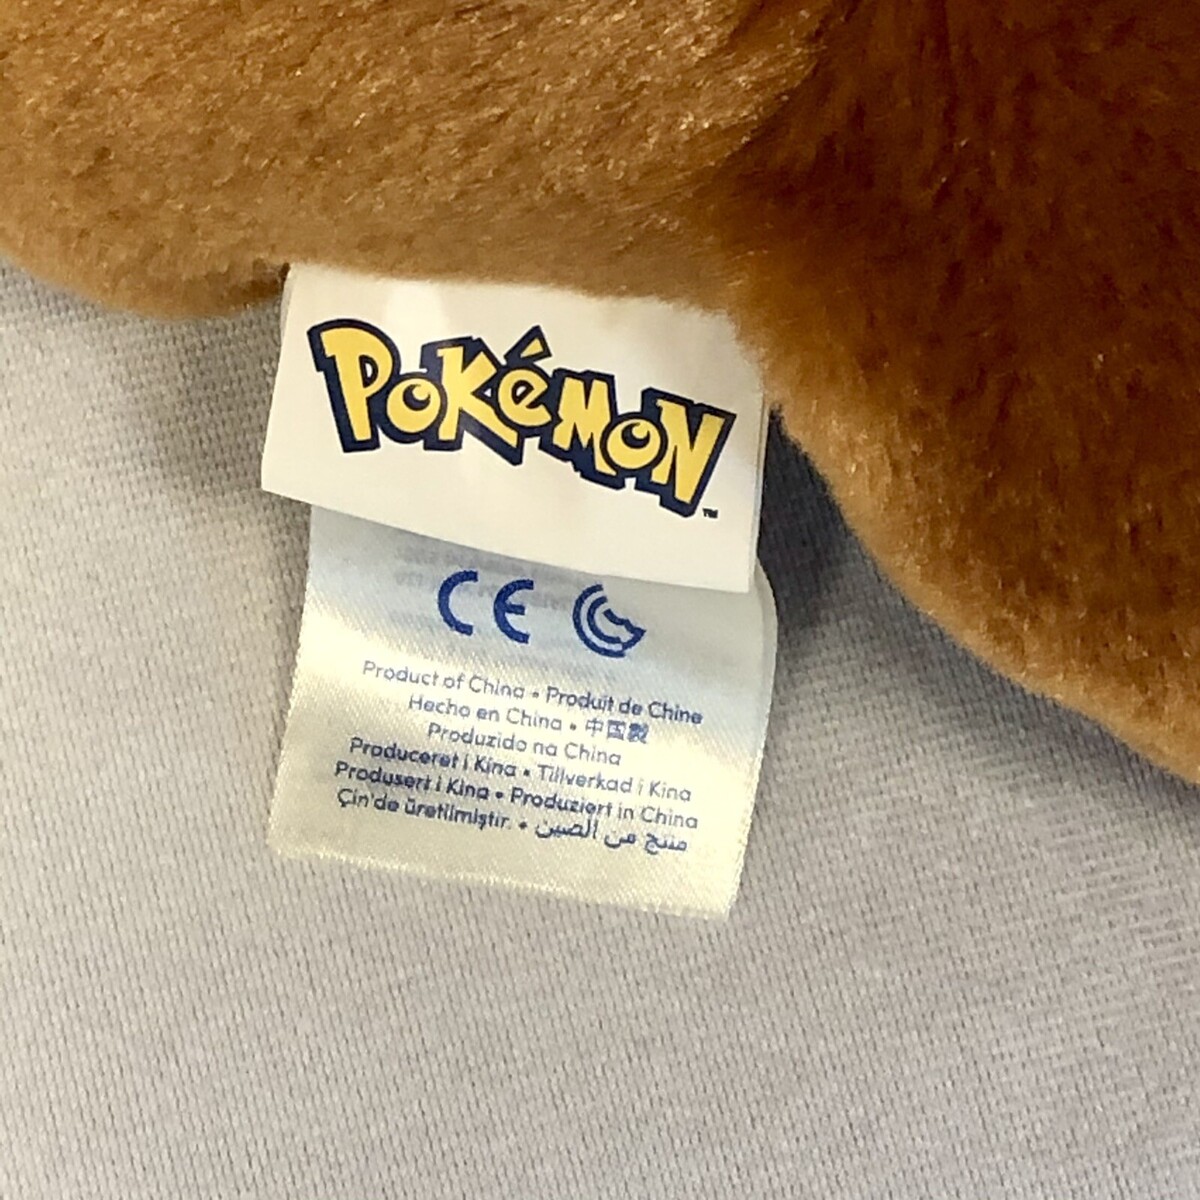 POKéMON
TM
CE
Product of China • Produit de Chine
Hecho en China • 中国製
Produzido na China
Produceret i Kina • Tillverkad i Kina
Produsert i Kina • Produziert in China
Çin'de üretilmiştir. • منتج من الصين